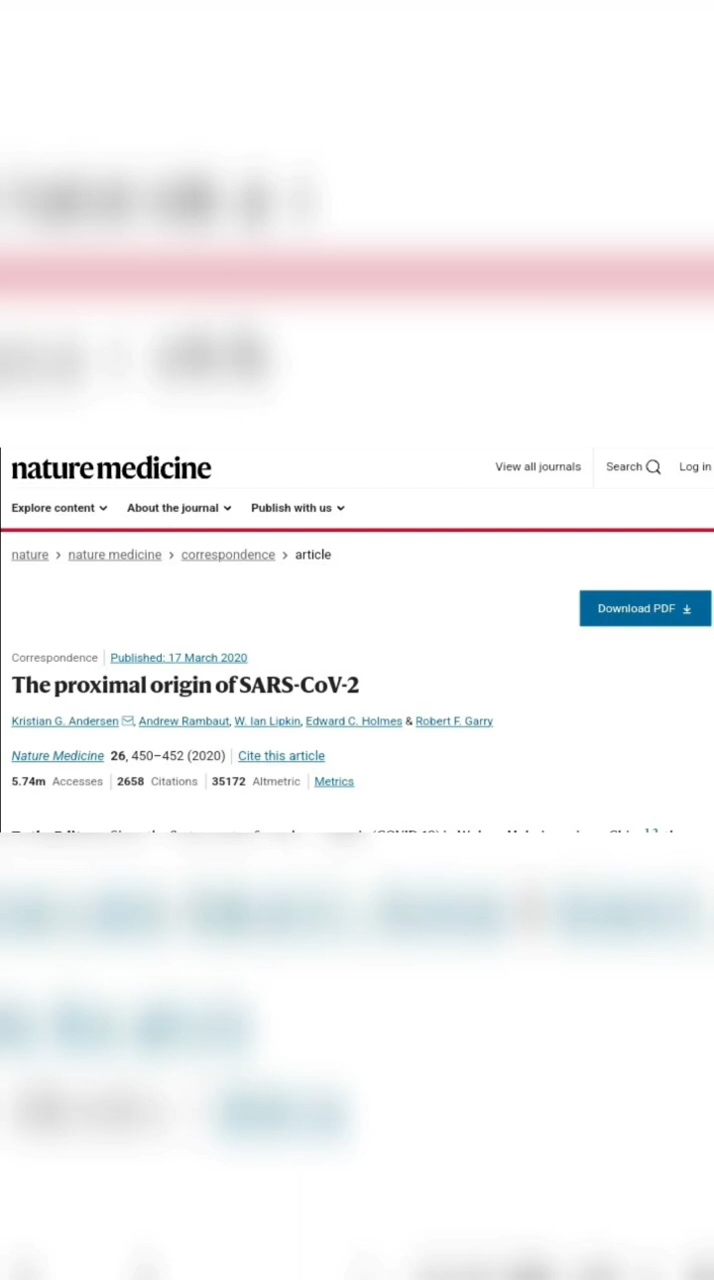 nature medicine
View all journals Search Log in
Explore content About the journal Publish with us
nature > nature medicine > correspondence > article
Download PDF
Correspondence | Published: 17 March 2020
The proximal origin of SARS-CoV-2
Kristian G. Andersen, Andrew Rambaut, W. Ian Lipkin, Edward C. Holmes & Robert F. Garry
Nature Medicine 26, 450–452 (2020) | Cite this article
5.74m Accesses | 2658 Citations | 35172 Altmetric | Metrics